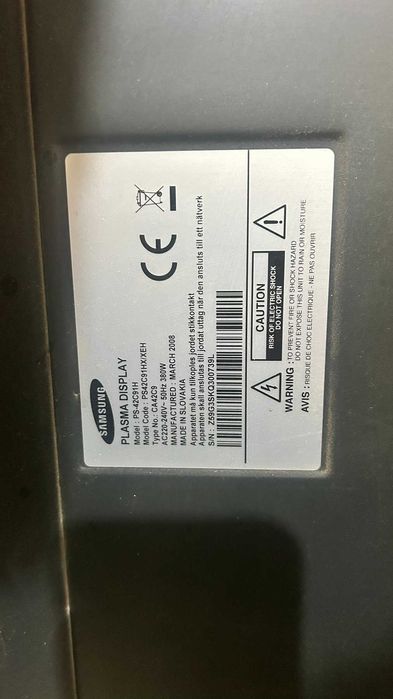 SAMSUNG
PLASMA DISPLAY
Model : PS-42C91H
Model Code : PS42C91HX/XEH
Type No : CA42C9
AC220-240V~ 50Hz 380W
MANUFACTURED : MARCH 2008
MADE IN SLOVAKIA
Apparatet må kun tilkoples jordet stikkontakt
Apparaten skall anslutas till jordat uttag när den ansluts till ett nätverk
S/N : Z59G3SKQ300739L
CE
CAUTION
RISK OF ELECTRIC SHOCK
DO NOT OPEN
WARNING : TO PREVENT FIRE OR SHOCK HAZARD
DO NOT EXPOSE THIS UNIT TO RAIN OR MOISTURE.
AVIS : RISQUE DE CHOC ELECTRIQUE - NE PAS OUVRIR